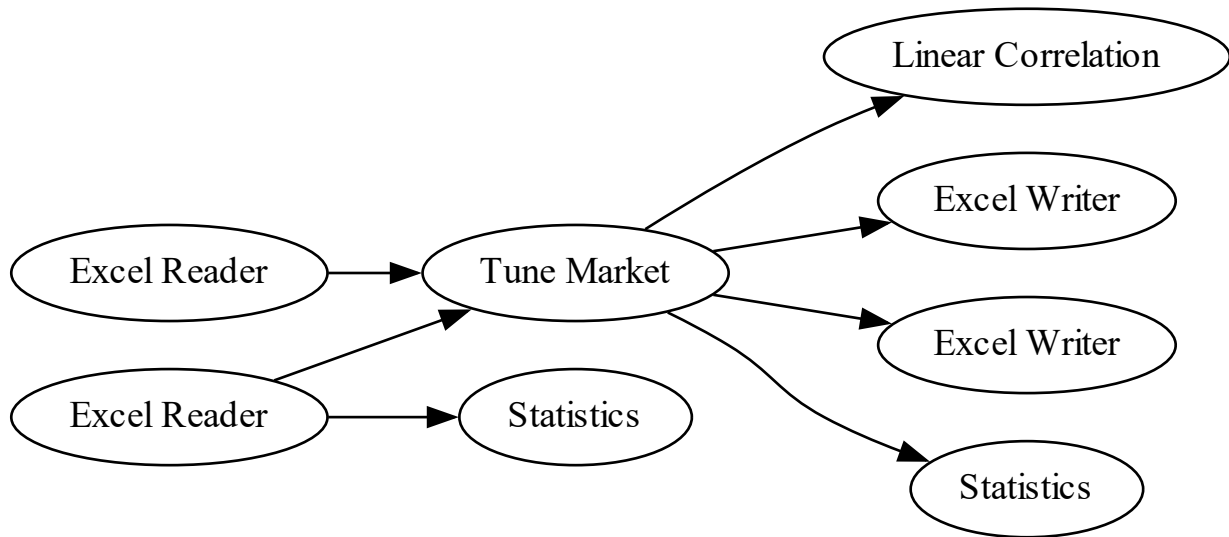 Linear Correlation
Excel Writer
Excel Reader
Tune Market
Excel Writer
Excel Reader
Statistics
Statistics